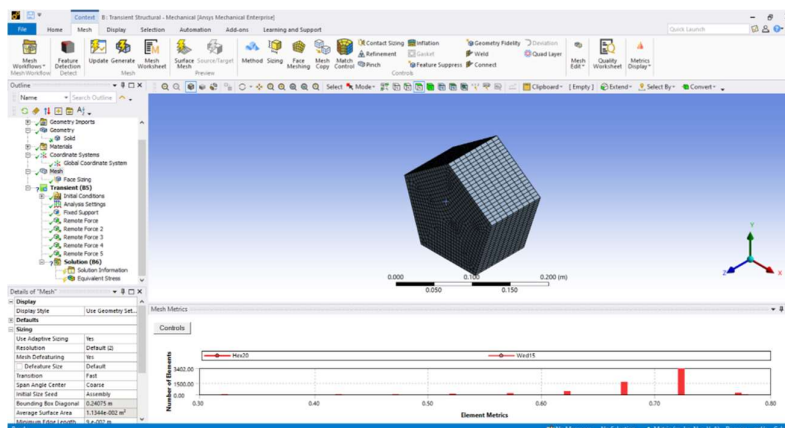 Context B: Transient Structural - Mechanical [Ansys Mechanical Enterprise]
File Home Mesh Display Selection Automation Add-ons Learning and Support Quick Launch
Mesh Workflows Feature Detection Update Generate Mesh Worksheet Surface Mesh Source/Target Method Sizing Face Meshing Mesh Copy Match Control Contact Sizing Inflation Geometry Fidelity Deviation Mesh Edit Quality Worksheet Metrics Display
Refinement Gasket Weld Quad Layer
Pinch Feature Suppress Connect
Mesh Workflow Detect Mesh Preview Controls
Outline
Name Search Outline
Select Mode Clipboard [Empty] Extend Select By Convert
Geometry Imports
Geometry
Solid
Materials
Coordinate Systems
Global Coordinate System
Mesh
Face Sizing
Transient (B5)
Initial Conditions
Analysis Settings
Fixed Support
Remote Force
Remote Force 2
Remote Force 3
Remote Force 4
Remote Force 5
Solution (B6)
Solution Information
Equivalent Stress
Y
X
Z
0.000 0.100 0.200 (m)
0.050 0.150
Details of "Mesh"
Display
Display Style Use Geometry Set...
Defaults
Sizing
Use Adaptive Sizing Yes
Resolution Default (2)
Mesh Defeaturing Yes
Defeature Size Default
Transition Fast
Span Angle Center Coarse
Initial Size Seed Assembly
Bounding Box Diagonal 0.24075 m
Average Surface Area 1.1344e-002 m²
Minimum Edge Length 5.e-002 m
Mesh Metrics
Controls
Hex20 Wed15
Number of Elements
3402.00
1500.00
0.00
0.30 0.40 0.50 0.60 0.70 0.80
Element Metrics